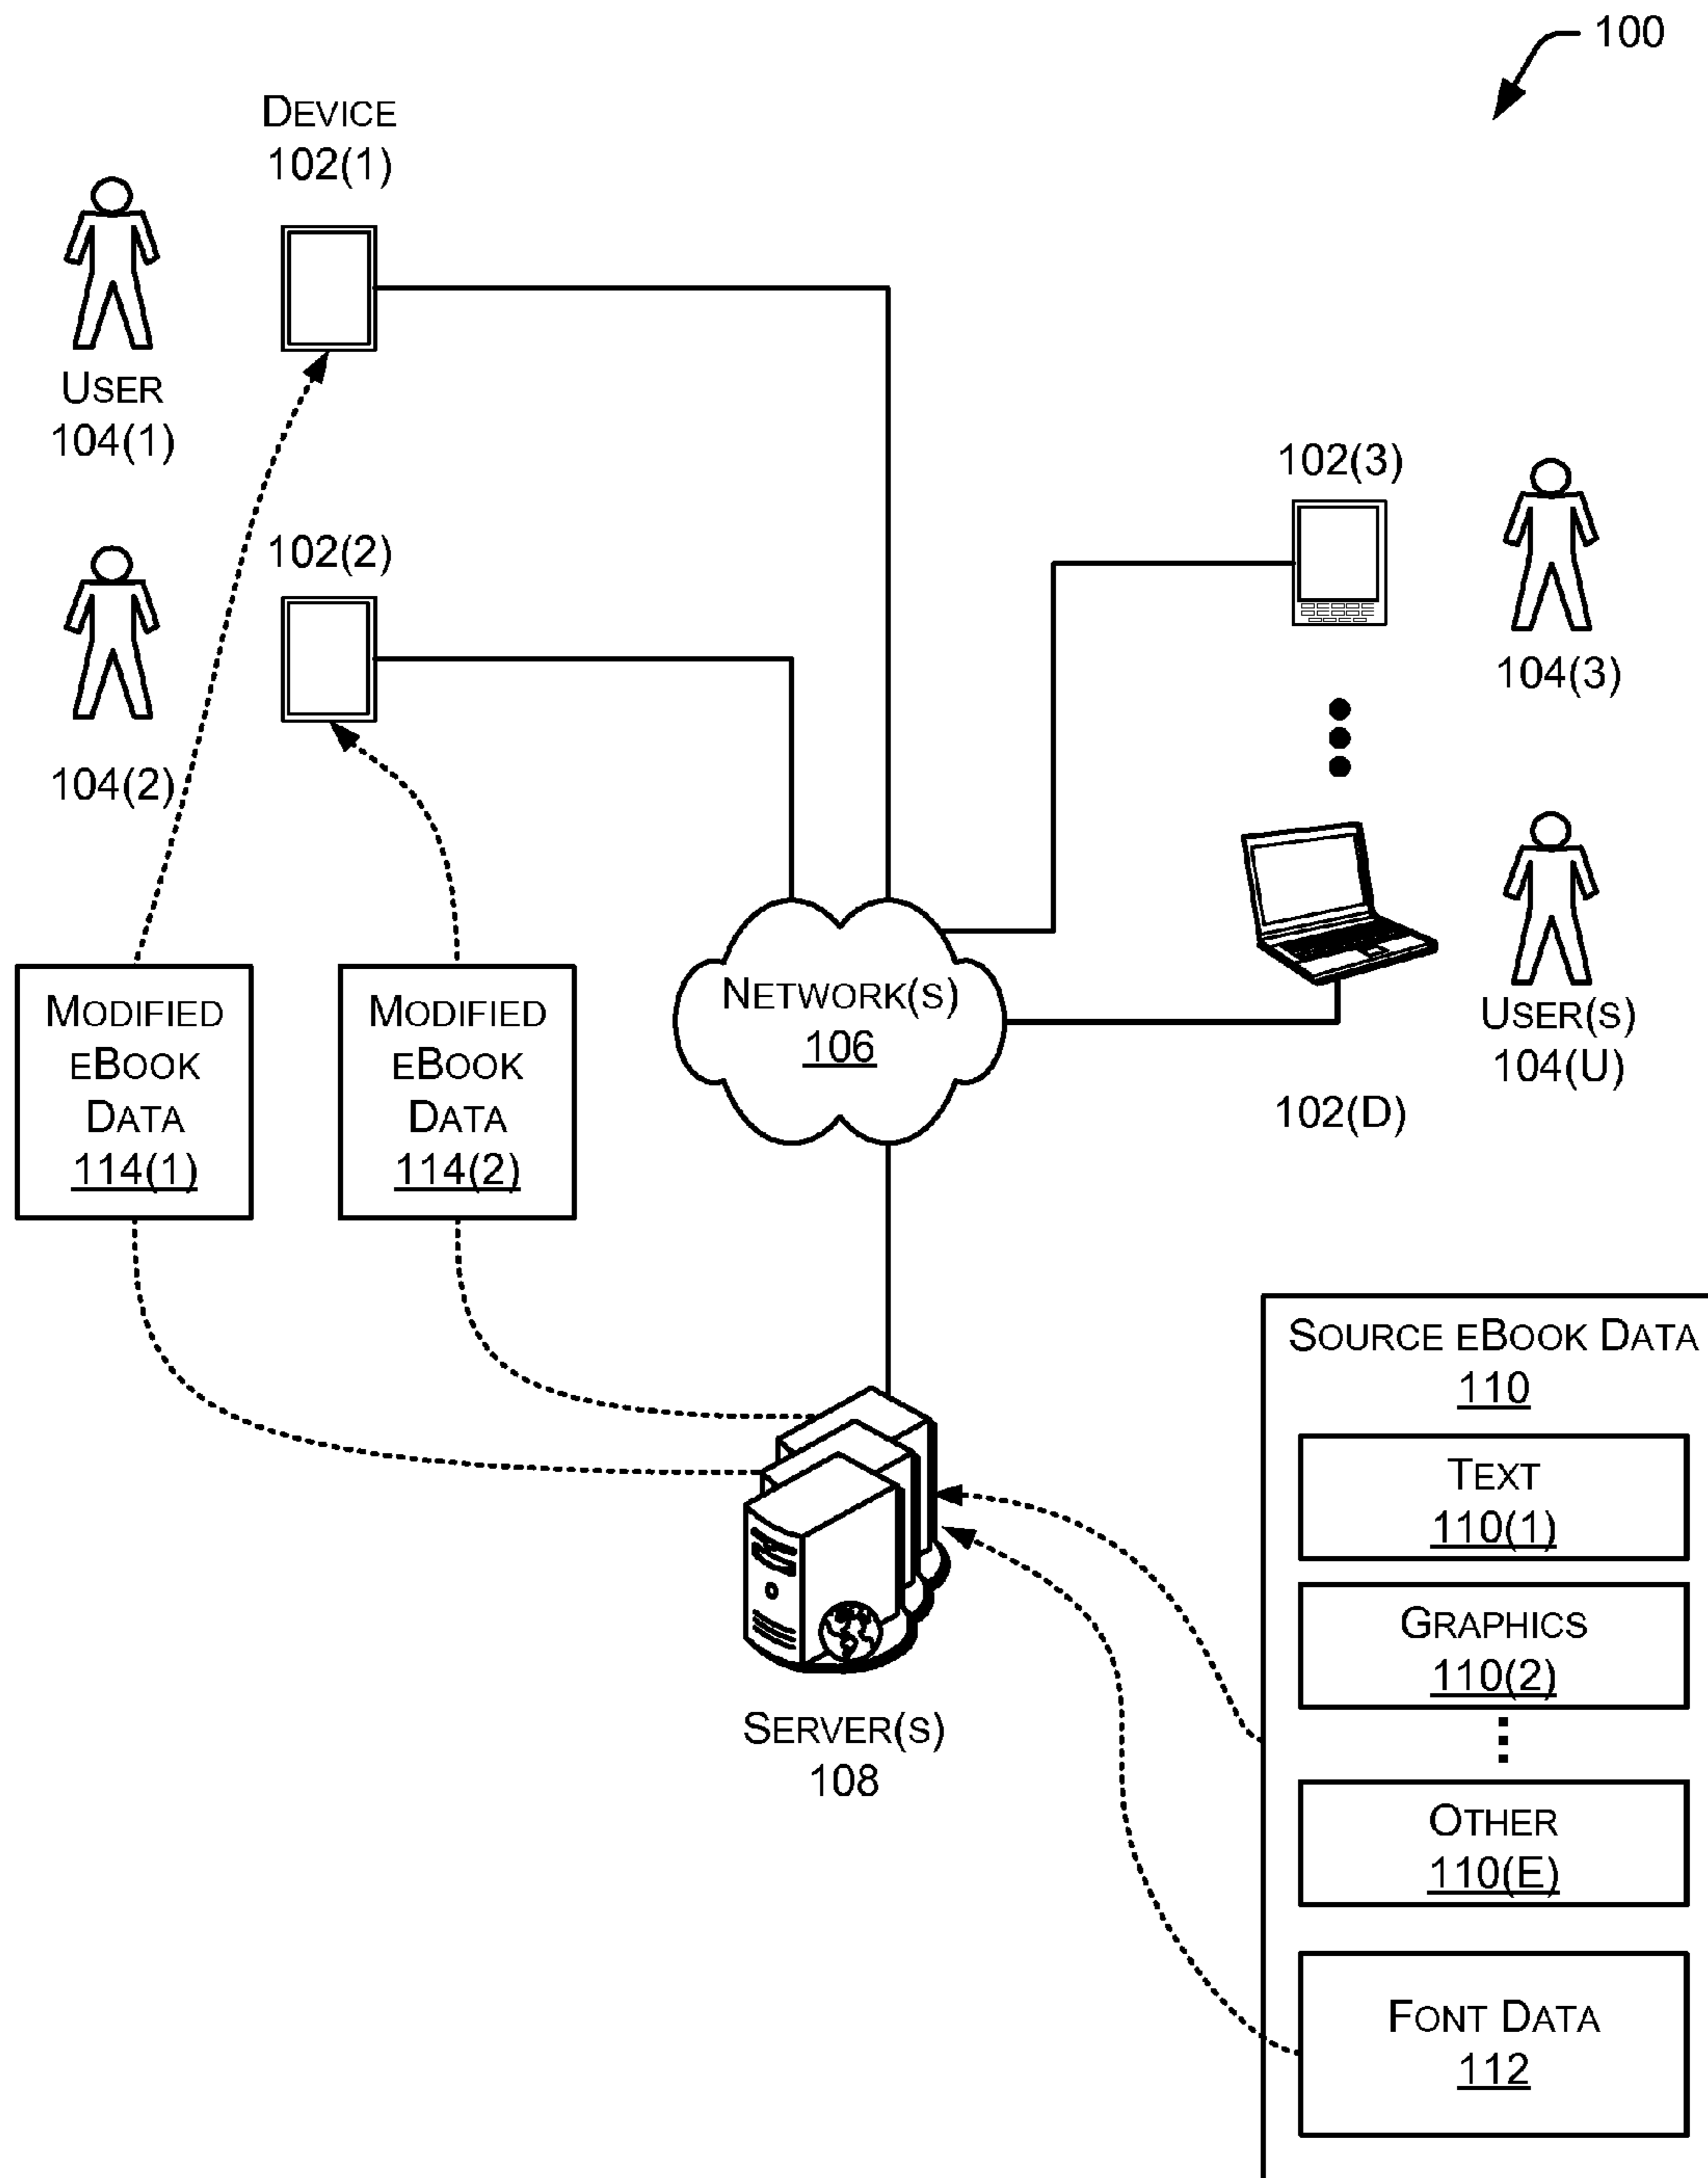 100
DEVICE
102(1)
USER
104(1)
102(2)
104(2)
102(3)
104(3)
USER(S)
104(U)
102(D)
NETWORK(S)
106
MODIFIED
EBOOK
DATA
114(1)
MODIFIED
EBOOK
DATA
114(2)
SERVER(S)
108
SOURCE EBOOK DATA
110
TEXT
110(1)
GRAPHICS
110(2)
OTHER
110(E)
FONT DATA
112